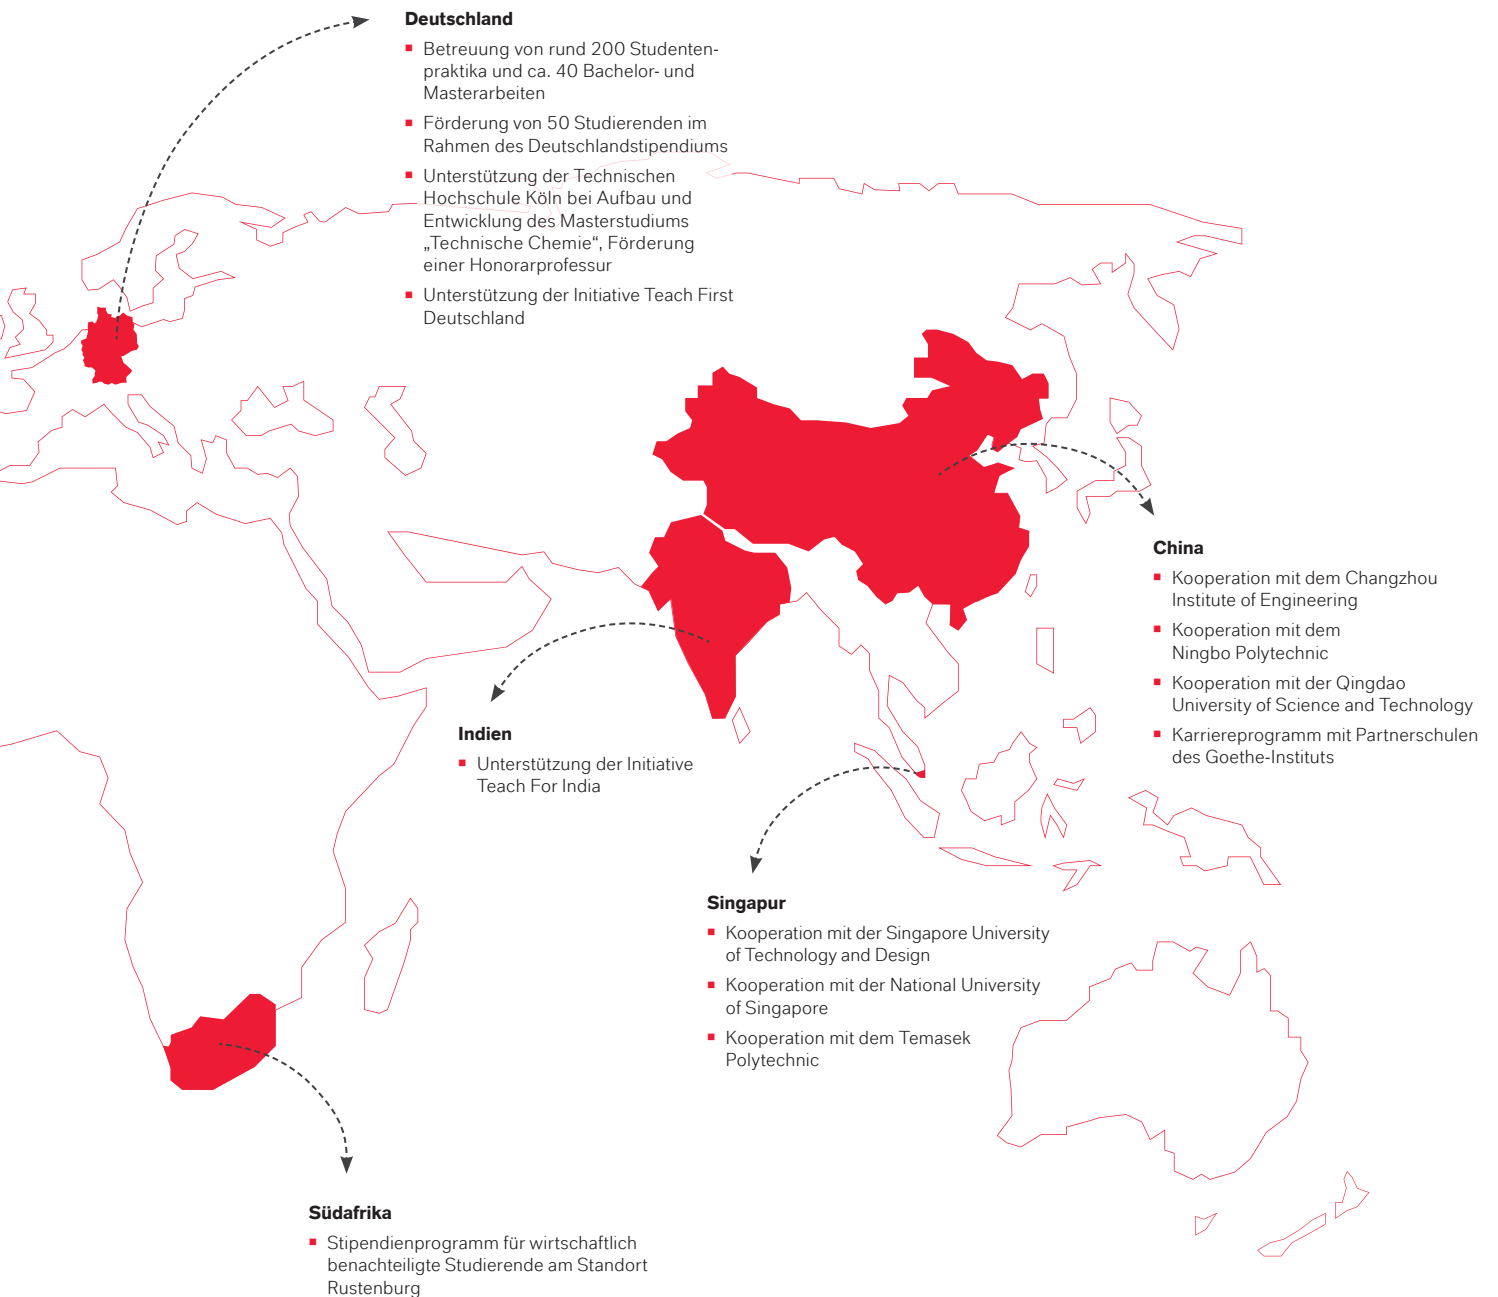 Deutschland
▪ Betreuung von rund 200 Studenten-
praktika und ca. 40 Bachelor- und
Masterarbeiten
▪ Förderung von 50 Studierenden im
Rahmen des Deutschlandstipendiums
▪ Unterstützung der Technischen
Hochschule Köln bei Aufbau und
Entwicklung des Masterstudiums
„Technische Chemie“, Förderung
einer Honorarprofessur
▪ Unterstützung der Initiative Teach First
Deutschland
China
▪ Kooperation mit dem Changzhou
Institute of Engineering
▪ Kooperation mit dem
Ningbo Polytechnic
▪ Kooperation mit der Qingdao
University of Science and Technology
▪ Karriereprogramm mit Partnerschulen
des Goethe-Instituts
Indien
▪ Unterstützung der Initiative
Teach For India
Singapur
▪ Kooperation mit der Singapore University
of Technology and Design
▪ Kooperation mit der National University
of Singapore
▪ Kooperation mit dem Temasek
Polytechnic
Südafrika
▪ Stipendienprogramm für wirtschaftlich
benachteiligte Studierende am Standort
Rustenburg